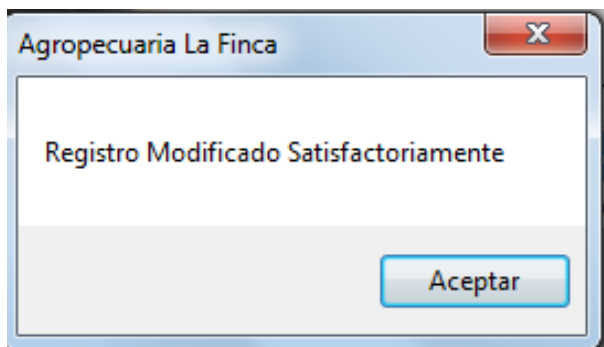 Agropecuaria La Finca
Registro Modificado Satisfactoriamente
Aceptar